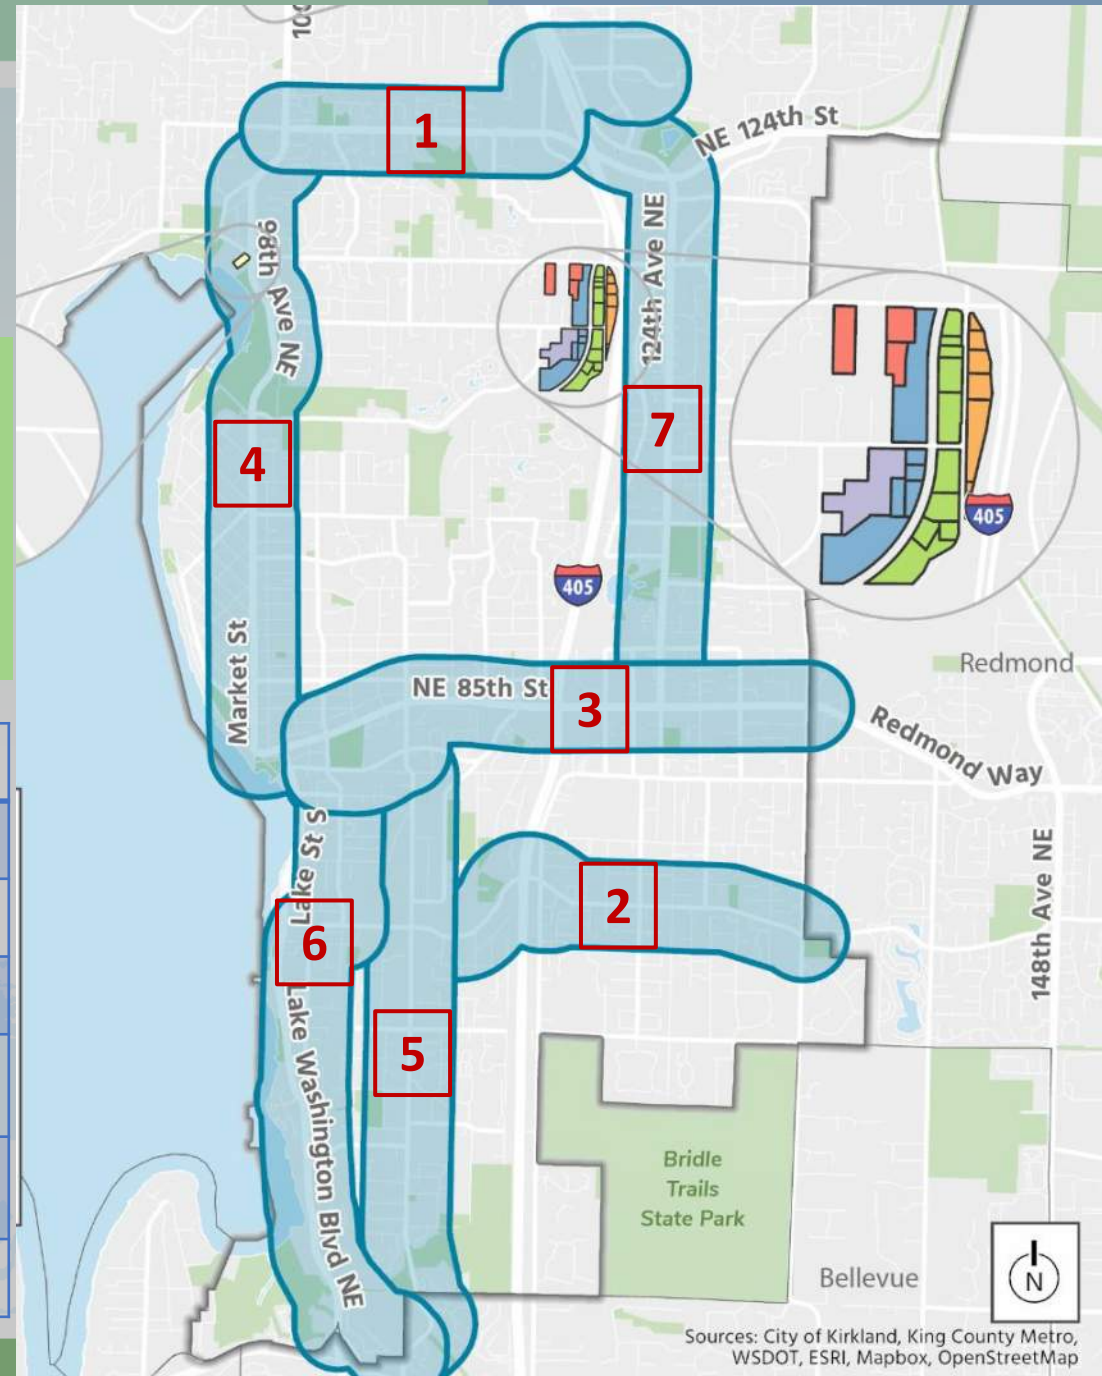 100
1
NE 124th St
98th Ave NE
124th Ave NE
7
4
405
405
Market St
NE 85th St
3
Redmond
Redmond Way
Lake St S
6
2
148th Ave NE
Lake Washington Blvd NE
5
Bridle
Trails
State Park
Bellevue
N
Sources: City of Kirkland, King County Metro,
WSDOT, ESRI, Mapbox, OpenStreetMap